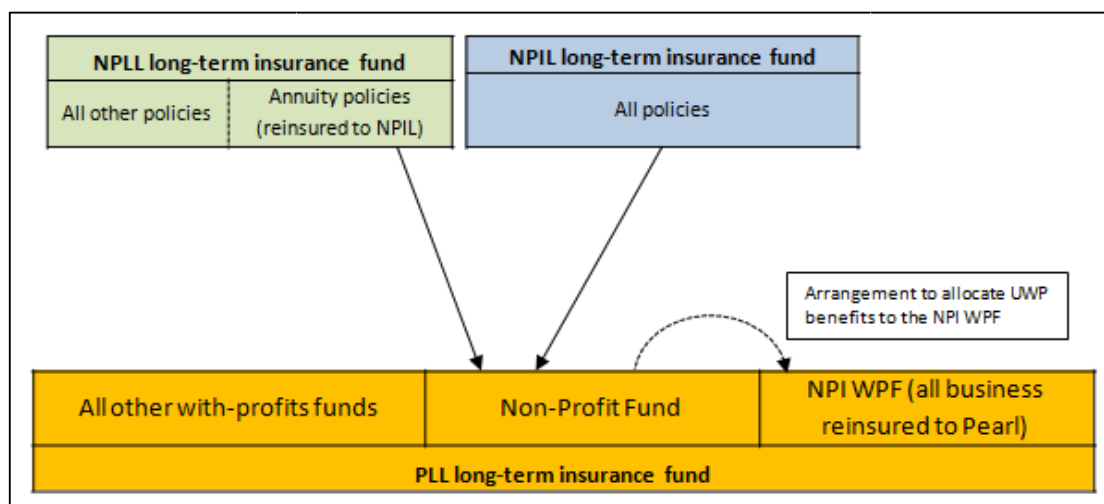 NPLL long-term insurance fund
All other policies
Annuity policies
(reinsured to NPIL)
NPIL long-term insurance fund
All policies
Arrangement to allocate UWP
benefits to the NPI WPF
All other with-profits funds
Non-Profit Fund
NPI WPF (all business
reinsured to Pearl)
PLL long-term insurance fund